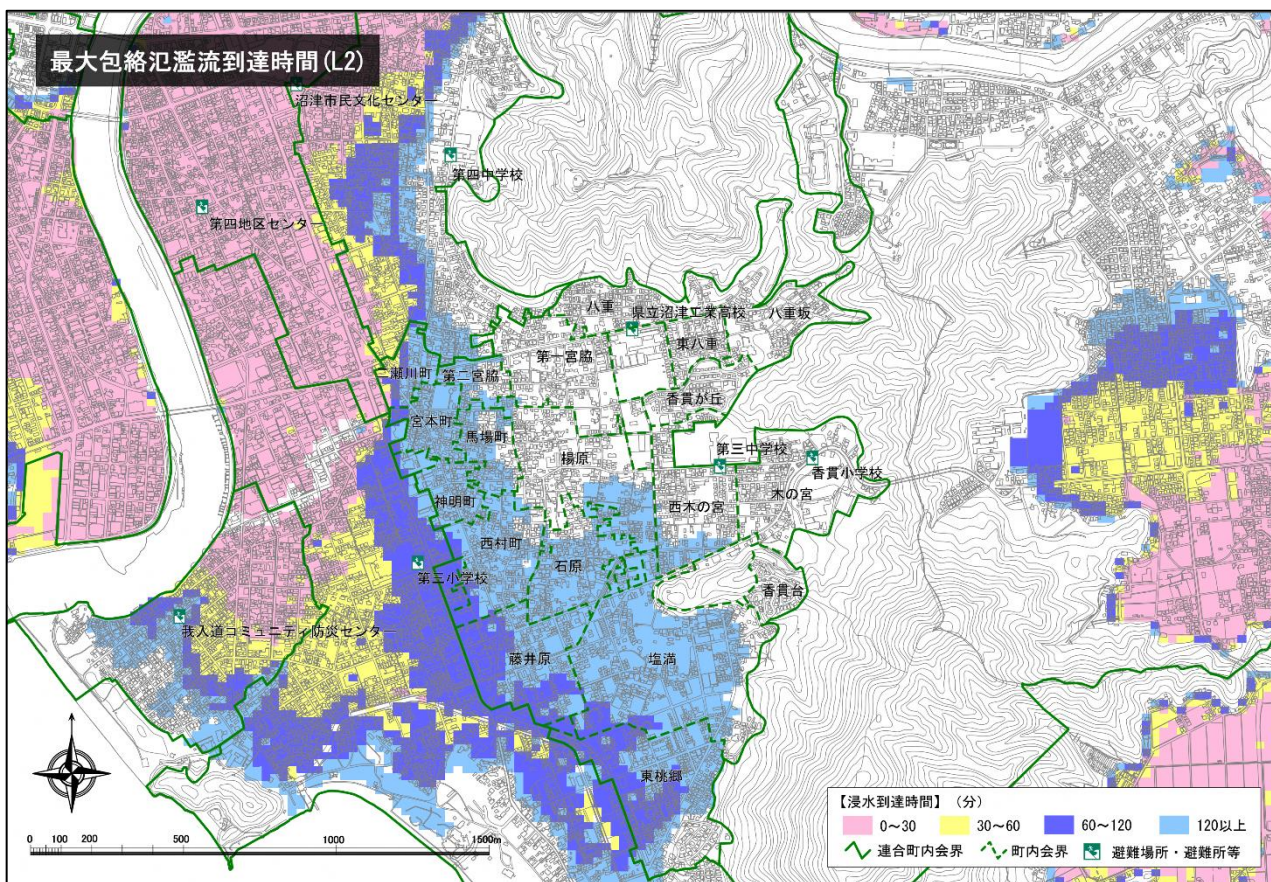 最大包絡氾濫流到達時間(L2)
沼津市民文化センター
第四中学校
第四地区センター
八重
県立沼津工業高校
八重坂
第一宮脇
東八重
瀬川町
第二宮脇
香貫が丘
宮本町
馬場町
楊原
第三中学校
香貫小学校
神明町
西木の宮
木の宮
西村町
石原
第三小学校
香貫台
我入道コミュニティ防災センター
藤井原
塩満
東桃郷
【浸水到達時間】（分）
0～30
30～60
60～120
120以上
連合町内会界
町内会界
避難場所・避難所等
0 100 200 500 1000 1500m